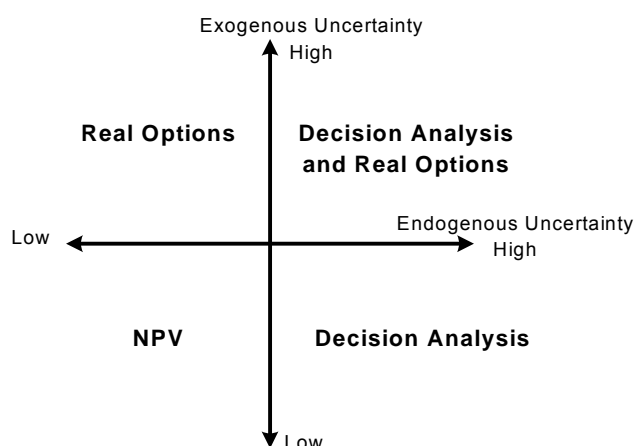 Exogenous Uncertainty
High
Real Options
Decision Analysis
and Real Options
Low
Endogenous Uncertainty
High
NPV
Decision Analysis
Low